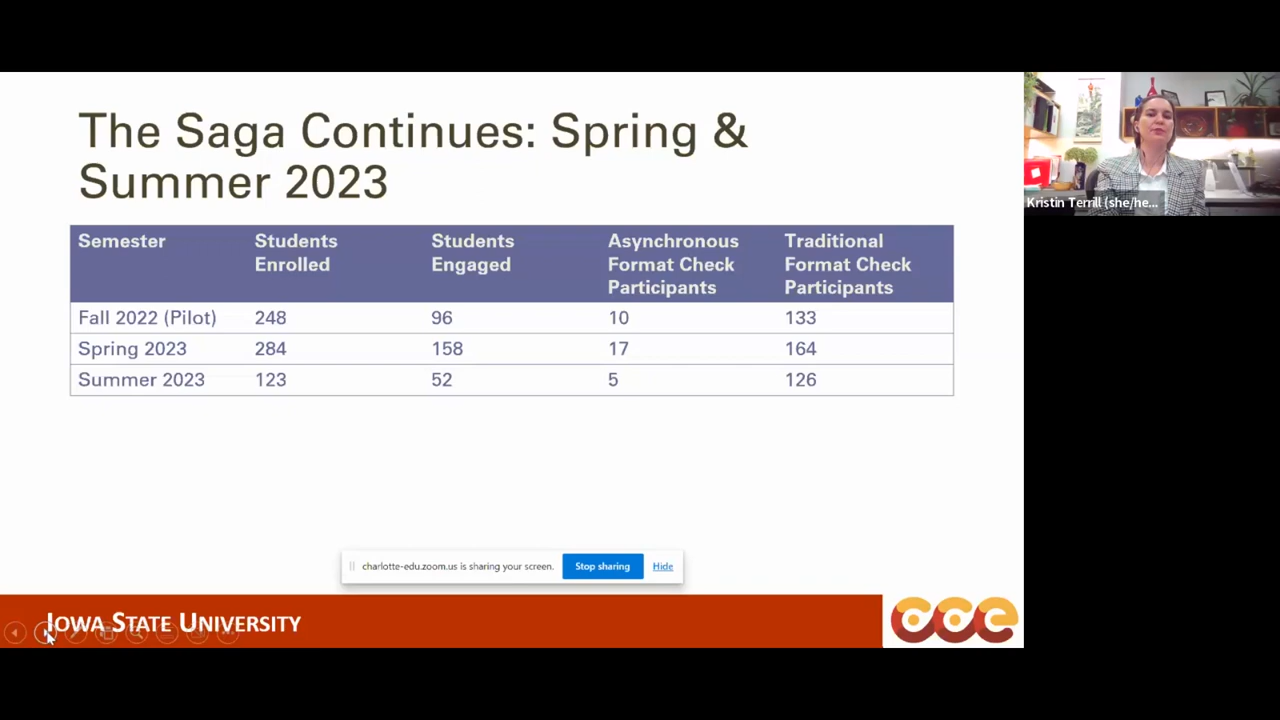 The Saga Continues: Spring &
Summer 2023
Semester Students Enrolled Students Engaged Asynchronous Format Check Participants Traditional Format Check Participants
Fall 2022 (Pilot) 248 96 10 133
Spring 2023 284 158 17 164
Summer 2023 123 52 5 126
charlotte-edu.zoom.us is sharing your screen. Stop sharing Hide
IOWA STATE UNIVERSITY
cce
Kristin Terrill (she/he...